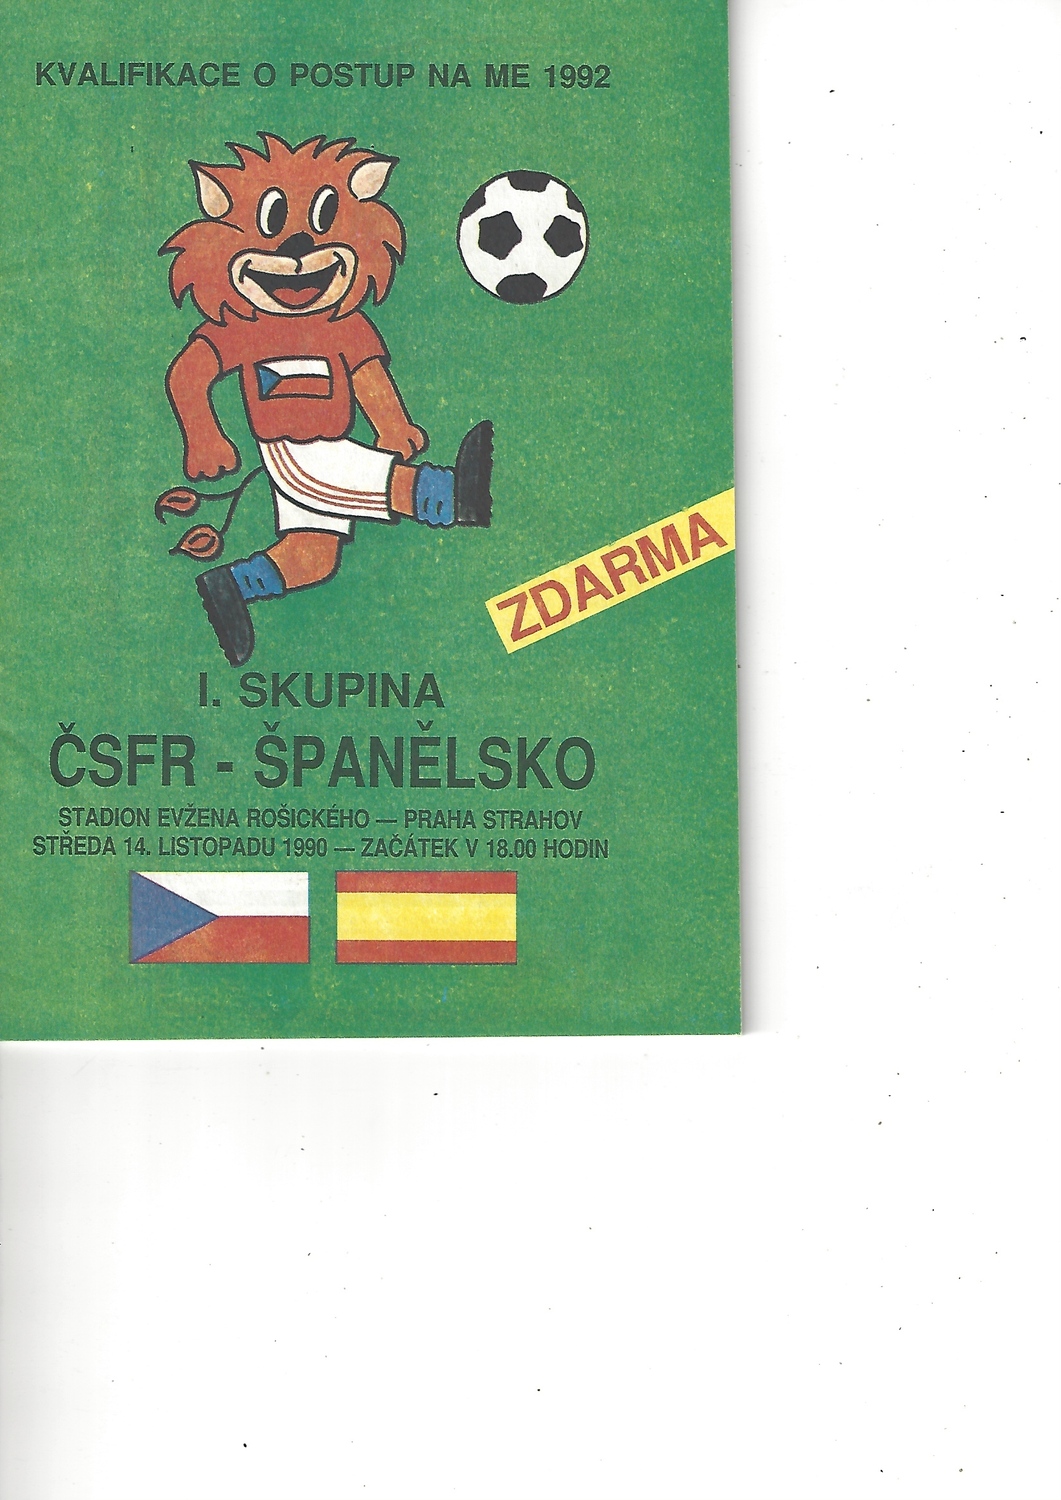 KVALIFIKACE O POSTUP NA ME 1992
ZDARMA
I. SKUPINA
ČSFR - ŠPANĚLSKO
STADION EVŽENA ROŠICKÉHO — PRAHA STRAHOV
STŘEDA 14. LISTOPADU 1990 — ZAČÁTEK V 18.00 HODIN